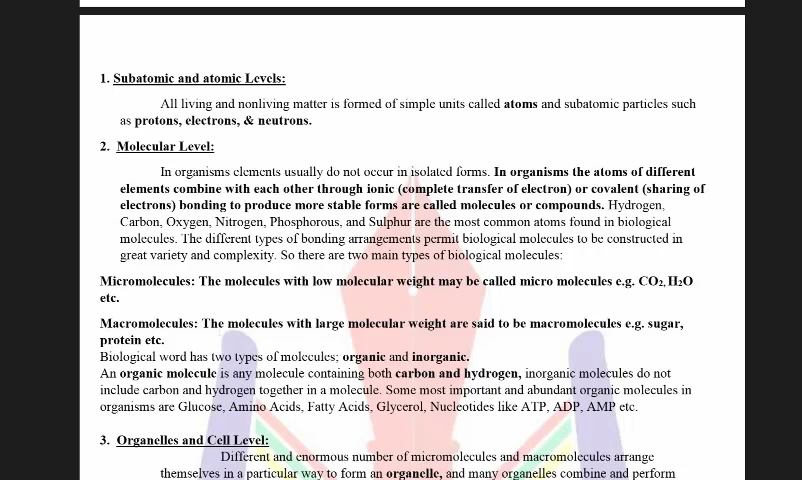 1. Subatomic and atomic Levels:
All living and nonliving matter is formed of simple units called atoms and subatomic particles such
as protons, electrons, & neutrons.
2. Molecular Level:
In organisms elements usually do not occur in isolated forms. In organisms the atoms of different
elements combine with each other through ionic (complete transfer of electron) or covalent (sharing of
electrons) bonding to produce more stable forms are called molecules or compounds. Hydrogen,
Carbon, Oxygen, Nitrogen, Phosphorous, and Sulphur are the most common atoms found in biological
molecules. The different types of bonding arrangements permit biological molecules to be constructed in
great variety and complexity. So there are two main types of biological molecules:
Micromolecules: The molecules with low molecular weight may be called micro molecules e.g. CO₂, H₂O
etc.
Macromolecules: The molecules with large molecular weight are said to be macromolecules e.g. sugar,
protein etc.
Biological word has two types of molecules; organic and inorganic.
An organic molecule is any molecule containing both carbon and hydrogen, inorganic molecules do not
include carbon and hydrogen together in a molecule. Some most important and abundant organic molecules in
organisms are Glucose, Amino Acids, Fatty Acids, Glycerol, Nucleotides like ATP, ADP, AMP etc.
3. Organelles and Cell Level:
Different and enormous number of micromolecules and macromolecules arrange
themselves in a particular way to form an organelle, and many organelles combine and perform